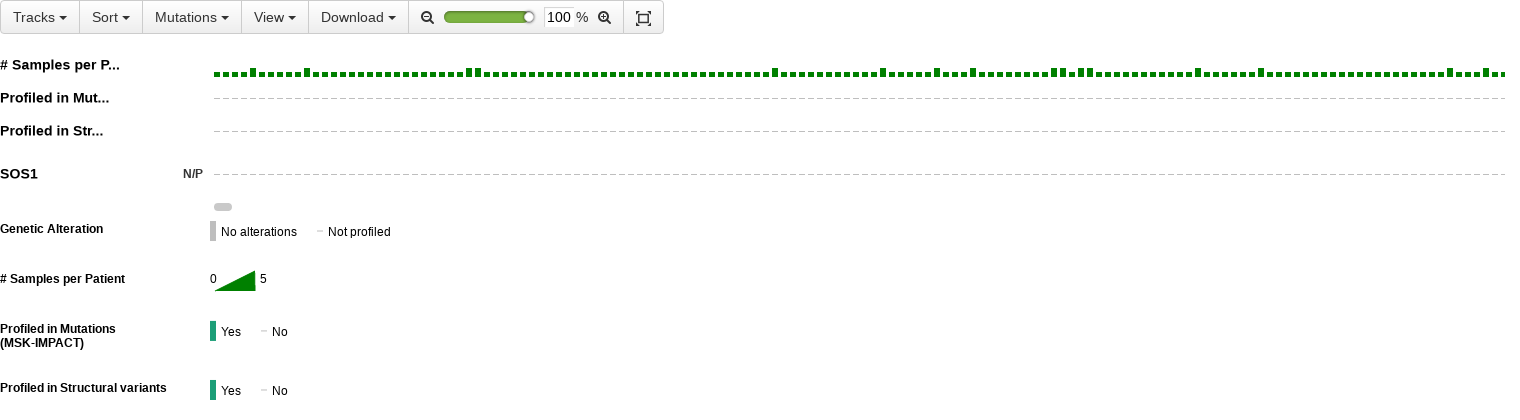 Tracks Sort Mutations View Download 100 %
# Samples per P...
Profiled in Mut...
Profiled in Str...
SOS1 N/P
Genetic Alteration No alterations Not profiled
# Samples per Patient 0 5
Profiled in Mutations
(MSK-IMPACT) Yes No
Profiled in Structural variants Yes No